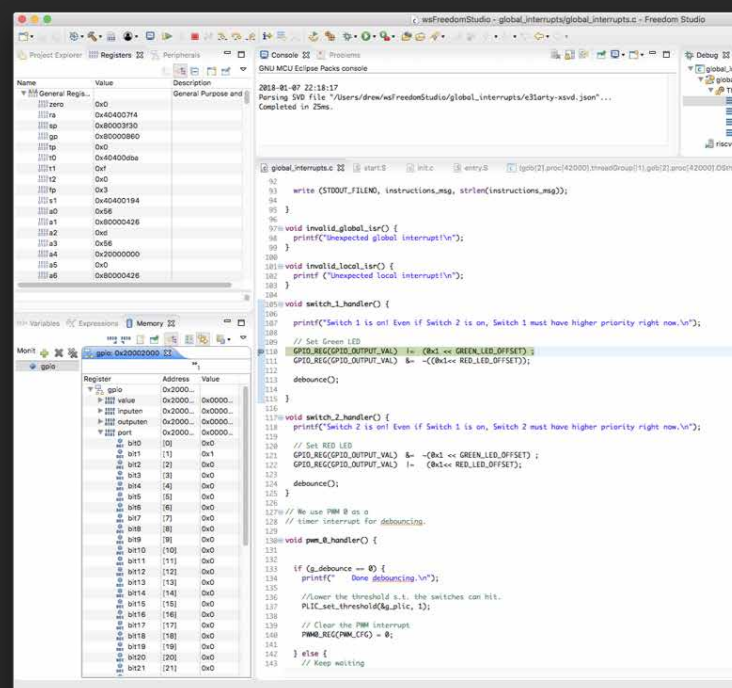 wsFreedomStudio - global_interrupts/global_interrupts.c - Freedom Studio
Project Explorer Registers Peripherals
Name Value Description
General Regis... General Purpose and
zero 0x0
ra 0x404007f4
sp 0x80003f30
gp 0x80000860
tp 0x0
t0 0x40400dba
t1 0xf
t2 0x0
fp 0x3
s1 0x40400194
a0 0x56
a1 0x80000426
a2 0xd
a3 0x56
a4 0x20000000
a5 0x0
a6 0x80000426
Variables Expressions Memory
Monit gpio: 0x20002000
gpio
Register Address Value
gpio 0x2000...
value 0x2000... 0x0000...
inputen 0x2000... 0x0000...
outputen 0x2000... 0x0000...
port 0x2000... 0x0000...
bit0 [0] 0x0
bit1 [1] 0x1
bit2 [2] 0x0
bit3 [3] 0x0
bit4 [4] 0x0
bit5 [5] 0x0
bit6 [6] 0x0
bit7 [7] 0x0
bit8 [8] 0x0
bit9 [9] 0x0
bit10 [10] 0x0
bit11 [11] 0x0
bit12 [12] 0x0
bit13 [13] 0x0
bit14 [14] 0x0
bit15 [15] 0x0
bit16 [16] 0x0
bit17 [17] 0x0
bit18 [18] 0x0
bit19 [19] 0x0
bit20 [20] 0x0
bit21 [21] 0x0
Console Problems
GNU MCU Eclipse Packs console
2018-01-07 22:18:17
Parsing SVD file "/Users/drew/wsFreedomStudio/global_interrupts/e31arty-xsvd.json"...
Completed in 25ms.
Debug
global_i
globa
Th
riscv
global_interrupts.c start.S init.c entry.S
92
93 write (STDOUT_FILENO, instructions_msg, strlen(instructions_msg));
94
95 }
96
97 void invalid_global_isr() {
98 printf("Unexpected global interrupt!\n");
99 }
100
101 void invalid_local_isr() {
102 printf ("Unexpected local interrupt!\n");
103 }
104
105 void switch_1_handler() {
106
107 printf("Switch 1 is on! Even if Switch 2 is on, Switch 1 must have higher priority right now.\n");
108
109 // Set Green LED
110 GPIO_REG(GPIO_OUTPUT_VAL) |= (0x1 << GREEN_LED_OFFSET) ;
111 GPIO_REG(GPIO_OUTPUT_VAL) &= ~((0x1<< RED_LED_OFFSET));
112
113 debounce();
114
115 }
116
117 void switch_2_handler() {
118 printf("Switch 2 is on! Even if Switch 1 is on, Switch 2 must have higher priority right now.\n");
119
120 // Set RED LED
121 GPIO_REG(GPIO_OUTPUT_VAL) &= ~(0x1 << GREEN_LED_OFFSET) ;
122 GPIO_REG(GPIO_OUTPUT_VAL) |= (0x1<< RED_LED_OFFSET);
123
124 debounce();
125 }
126
127 // We use PWM 0 as a
128 // timer interrupt for debouncing.
129
130 void pwm_0_handler() {
131
132
133 if (g_debounce == 0) {
134 printf(" Done debouncing.\n");
135
136 //Lower the threshold s.t. the switches can hit.
137 PLIC_set_threshold(&g_plic, 1);
138
139 // Clear the PWM interrupt
140 PWM0_REG(PWM_CFG) = 0;
141
142 } else {
143 // Keep waiting